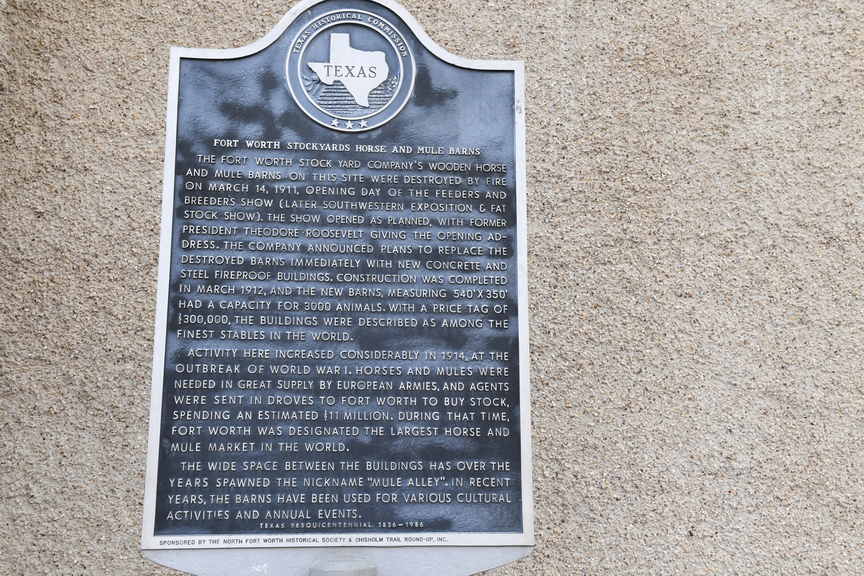 TEXAS HISTORICAL COMMISSION
TEXAS
FORT WORTH STOCKYARDS HORSE AND MULE BARNS
THE FORT WORTH STOCK YARD COMPANY'S WOODEN HORSE
AND MULE BARNS ON THIS SITE WERE DESTROYED BY FIRE
ON MARCH 14, 1911, OPENING DAY OF THE FEEDERS AND
BREEDERS SHOW (LATER SOUTHWESTERN EXPOSITION & FAT
STOCK SHOW). THE SHOW OPENED AS PLANNED, WITH FORMER
PRESIDENT THEODORE ROOSEVELT GIVING THE OPENING AD-
DRESS. THE COMPANY ANNOUNCED PLANS TO REPLACE THE
DESTROYED BARNS IMMEDIATELY WITH NEW CONCRETE AND
STEEL FIREPROOF BUILDINGS. CONSTRUCTION WAS COMPLETED
IN MARCH 1912, AND THE NEW BARNS, MEASURING 540' X 350'
HAD A CAPACITY FOR 3000 ANIMALS. WITH A PRICE TAG OF
$300,000, THE BUILDINGS WERE DESCRIBED AS AMONG THE
FINEST STABLES IN THE WORLD.
ACTIVITY HERE INCREASED CONSIDERABLY IN 1914, AT THE
OUTBREAK OF WORLD WAR I. HORSES AND MULES WERE
NEEDED IN GREAT SUPPLY BY EUROPEAN ARMIES, AND AGENTS
WERE SENT IN DROVES TO FORT WORTH TO BUY STOCK,
SPENDING AN ESTIMATED $11 MILLION. DURING THAT TIME,
FORT WORTH WAS DESIGNATED THE LARGEST HORSE AND
MULE MARKET IN THE WORLD.
THE WIDE SPACE BETWEEN THE BUILDINGS HAS OVER THE
YEARS SPAWNED THE NICKNAME "MULE ALLEY". IN RECENT
YEARS, THE BARNS HAVE BEEN USED FOR VARIOUS CULTURAL
ACTIVITIES AND ANNUAL EVENTS.
TEXAS SESQUICENTENNIAL, 1836-1986
SPONSORED BY THE NORTH FORT WORTH HISTORICAL SOCIETY & CHISHOLM TRAIL ROUND-UP, INC.